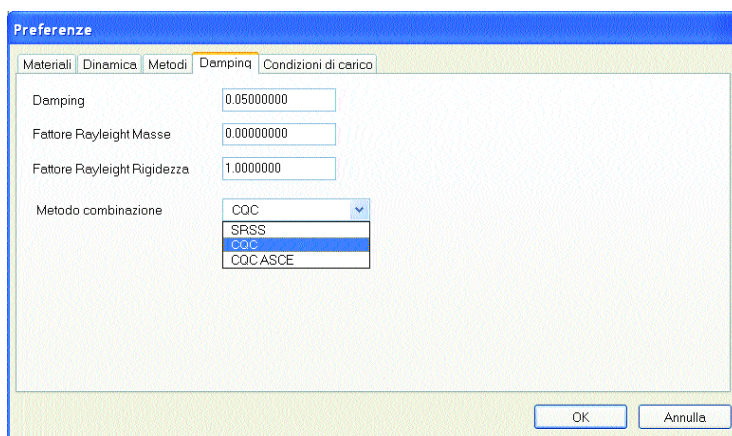 Preferenze
Materiali Dinamica Metodi Damping Condizioni di carico
Damping 0.05000000
Fattore Rayleight Masse 0.00000000
Fattore Rayleight Rigidezza 1.0000000
Metodo combinazione CQC
SRSS
CQC
CQC ASCE
OK Annulla